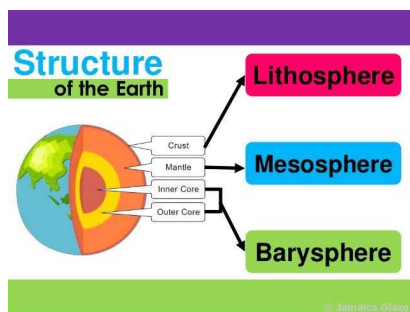 Structure
of the Earth
Lithosphere
Crust
Mantle
Mesosphere
Inner Core
Outer Core
Barysphere
© Jamaica Olazo